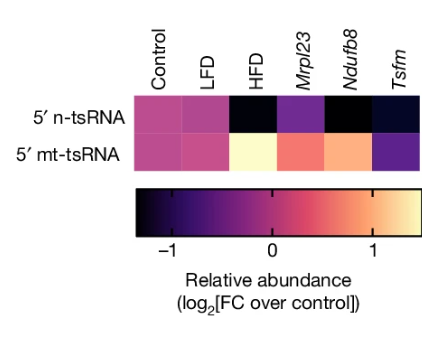 Control
LFD
HFD
Mrpl23
Ndufb8
Tsfm
5′ n-tsRNA
5′ mt-tsRNA
–1 0 1
Relative abundance
(log2[FC over control])